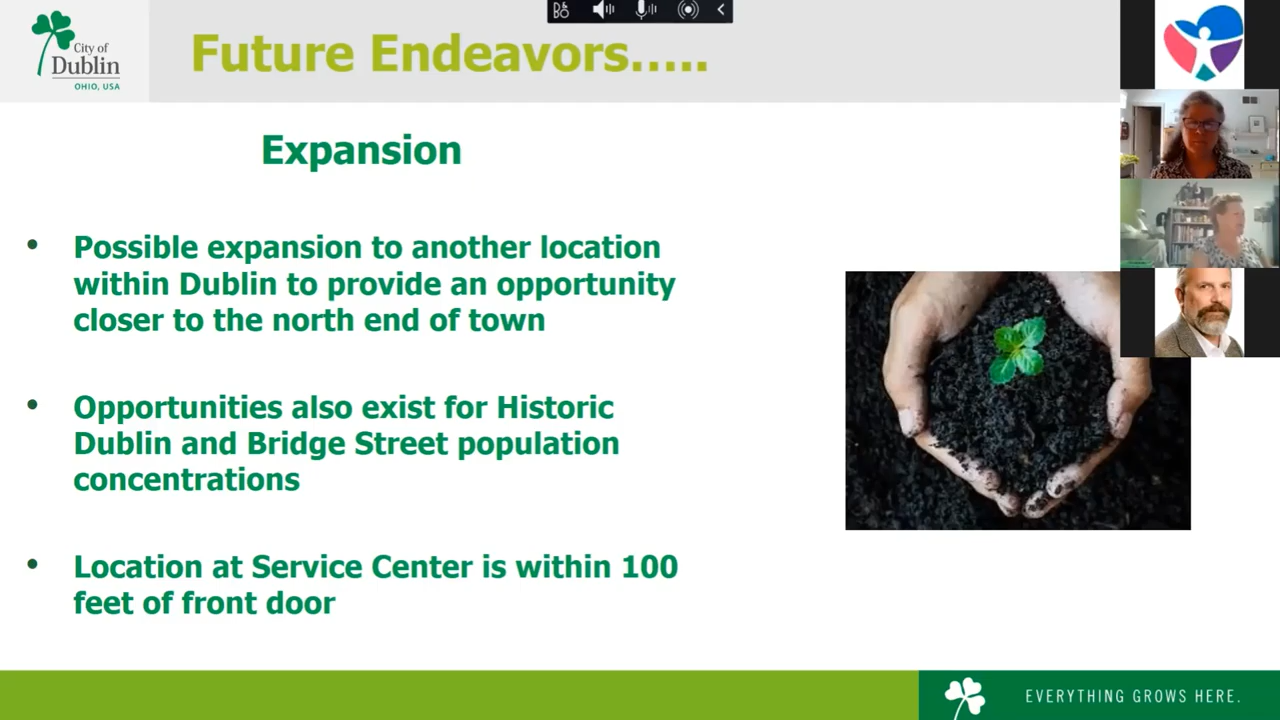 City of
Dublin
OHIO, USA
Future Endeavors.....
Expansion
• Possible expansion to another location
within Dublin to provide an opportunity
closer to the north end of town
• Opportunities also exist for Historic
Dublin and Bridge Street population
concentrations
• Location at Service Center is within 100
feet of front door
EVERYTHING GROWS HERE.